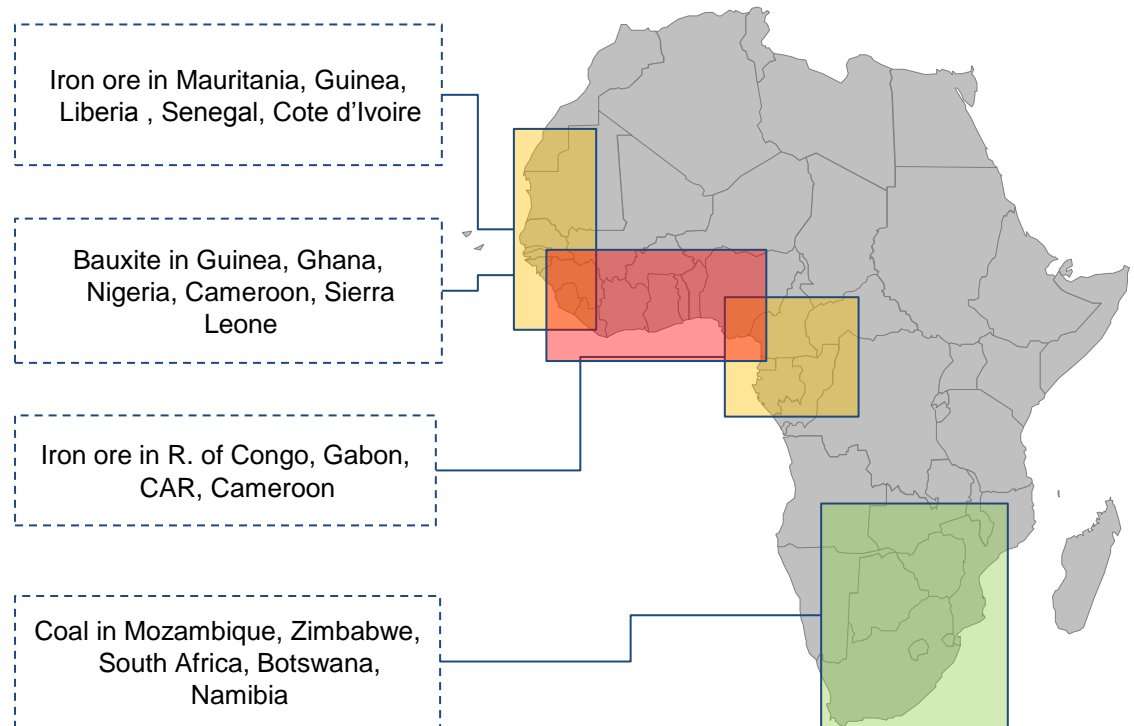 Iron ore in Mauritania, Guinea,
Liberia , Senegal, Cote d’Ivoire
Bauxite in Guinea, Ghana,
Nigeria, Cameroon, Sierra
Leone
Iron ore in R. of Congo, Gabon,
CAR, Cameroon
Coal in Mozambique, Zimbabwe,
South Africa, Botswana,
Namibia